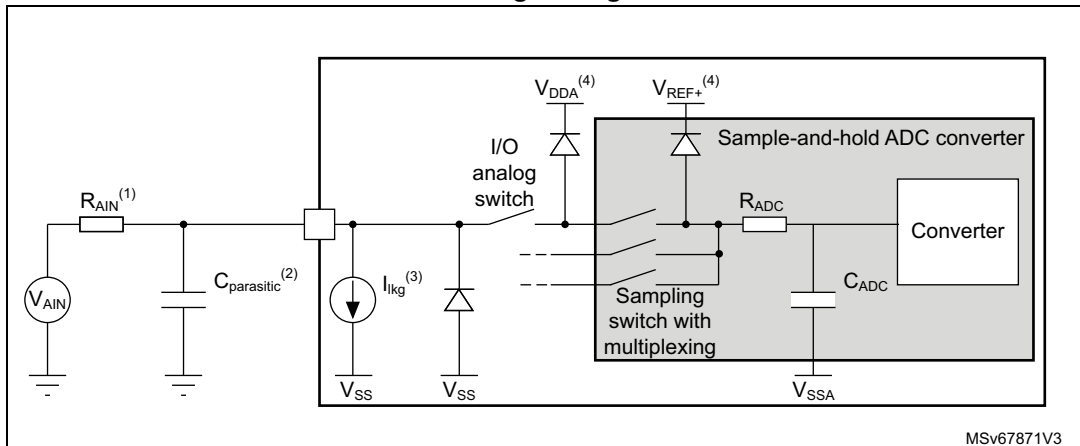 V_DDA^(4)
V_REF+^(4)
Sample-and-hold ADC converter
I/O
analog
switch
R_AIN^(1)
R_ADC
Converter
V_AIN
C_parasitic^(2)
I_lkg^(3)
Sampling
switch with
multiplexing
C_ADC
V_SS
V_SS
V_SSA
MSv67871V3